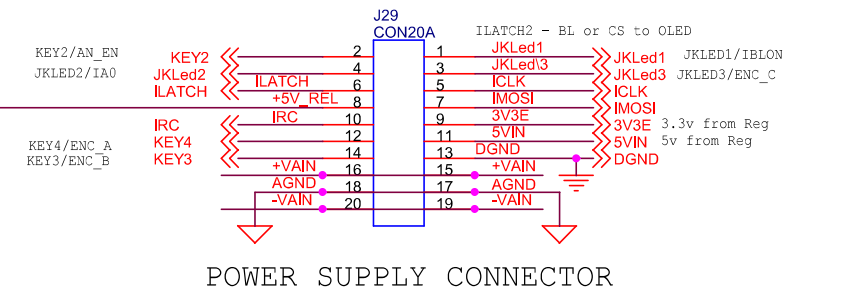 J29
CON20A
ILATCH2 - BL or CS to OLED
KEY2/AN_EN KEY2 2 1 JKLed1 JKLed1 JKLED1/IBLON
JKLED2/IA0 JKLed2 4 3 JKLed\3 JKLed3 JKLED3/ENC_C
ILATCH ILATCH 6 5 ICLK ICLK
+5V_REL 8 7 IMOSI IMOSI
IRC IRC 10 9 3V3E 3V3E 3.3v from Reg
KEY4/ENC_A KEY4 12 11 5VIN 5VIN 5v from Reg
KEY3/ENC_B KEY3 14 13 DGND DGND
+VAIN 16 15 +VAIN
AGND 18 17 AGND
-VAIN 20 19 -VAIN
POWER SUPPLY CONNECTOR